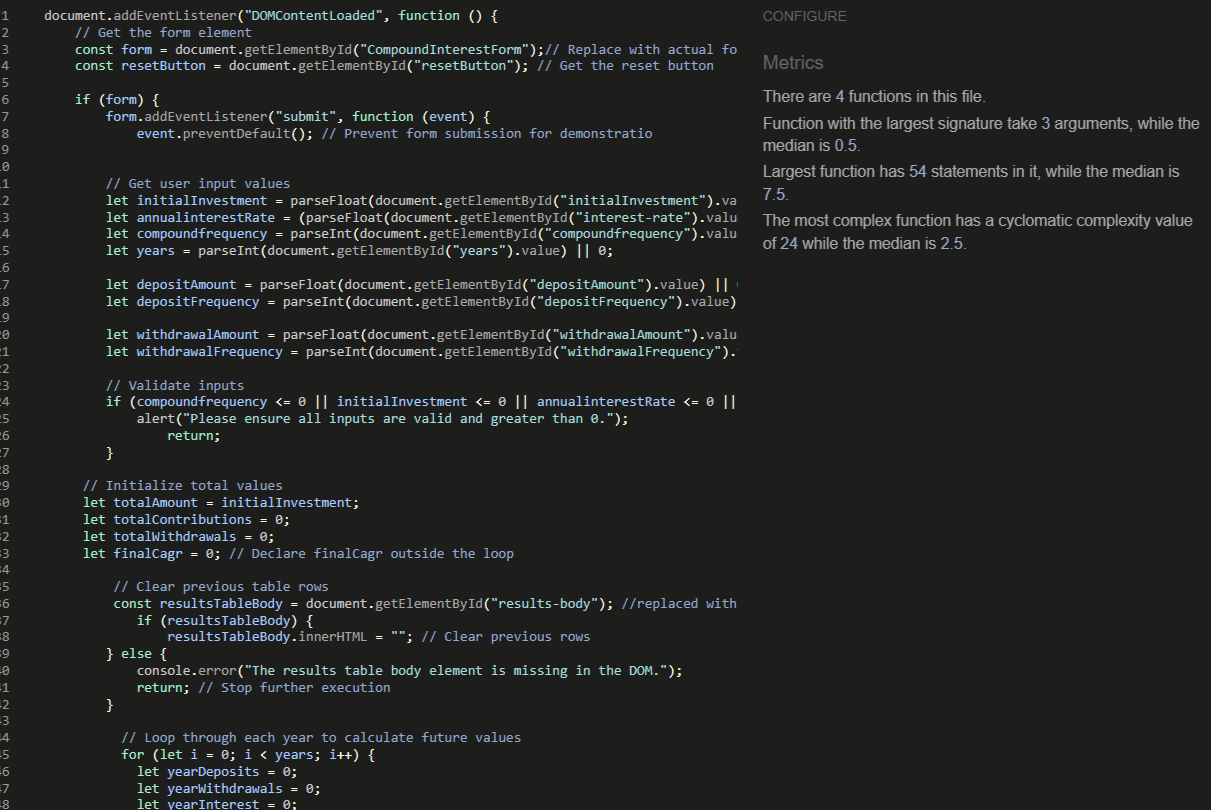 1 document.addEventListener("DOMContentLoaded", function () {
2 // Get the form element
3 const form = document.getElementById("CompoundInterestForm");// Replace with actual fo
4 const resetButton = document.getElementById("resetButton"); // Get the reset button
5
6 if (form) {
7 form.addEventListener("submit", function (event) {
8 event.preventDefault(); // Prevent form submission for demonstratio
9
0
1 // Get user input values
2 let initialInvestment = parseFloat(document.getElementById("initialInvestment").va
3 let annualinterestRate = (parseFloat(document.getElementById("interest-rate").valu
4 let compoundfrequency = parseInt(document.getElementById("compoundfrequency").valu
5 let years = parseInt(document.getElementById("years").value) || 0;
6
7 let depositAmount = parseFloat(document.getElementById("depositAmount").value) ||
8 let depositFrequency = parseInt(document.getElementById("depositFrequency").value)
9
20 let withdrawalAmount = parseFloat(document.getElementById("withdrawalAmount").valu
21 let withdrawalFrequency = parseInt(document.getElementById("withdrawalFrequency").
22
23 // Validate inputs
24 if (compoundfrequency <= 0 || initialInvestment <= 0 || annualinterestRate <= 0 ||
25 alert("Please ensure all inputs are valid and greater than 0.");
26 return;
27 }
28
29 // Initialize total values
30 let totalAmount = initialInvestment;
31 let totalContributions = 0;
32 let totalWithdrawals = 0;
33 let finalCagr = 0; // Declare finalCagr outside the loop
34
35 // Clear previous table rows
36 const resultsTableBody = document.getElementById("results-body"); //replaced with
37 if (resultsTableBody) {
38 resultsTableBody.innerHTML = ""; // Clear previous rows
39 } else {
40 console.error("The results table body element is missing in the DOM.");
41 return; // Stop further execution
42 }
43
44 // Loop through each year to calculate future values
45 for (let i = 0; i < years; i++) {
46 let yearDeposits = 0;
47 let yearWithdrawals = 0;
48 let yearInterest = 0;
CONFIGURE
Metrics
There are 4 functions in this file.
Function with the largest signature take 3 arguments, while the
median is 0.5.
Largest function has 54 statements in it, while the median is
7.5.
The most complex function has a cyclomatic complexity value
of 24 while the median is 2.5.